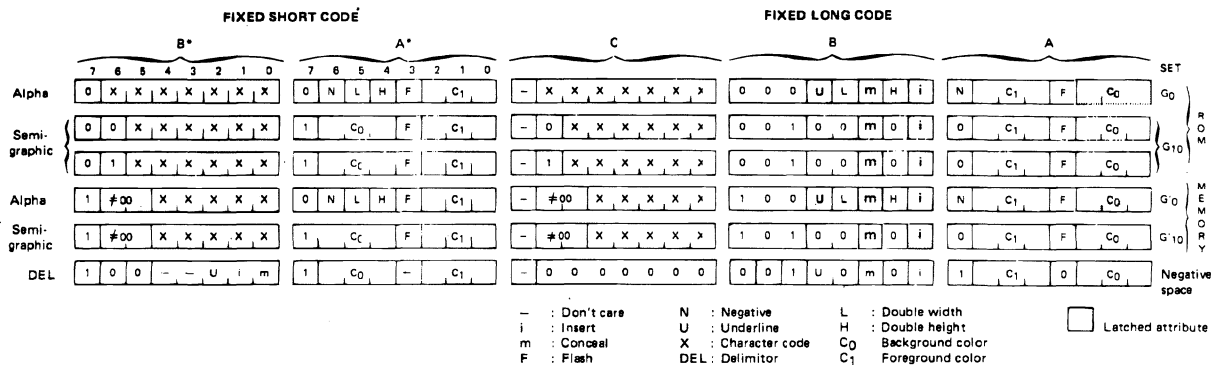 FIXED SHORT CODE* FIXED LONG CODE
B* A* C B A
7 6 5 4 3 2 1 0 7 6 5 4 3 2 1 0 SET
Alpha 0 X X X X X X X 0 N L H F C1 – X X X X X X X 0 0 0 U L m H i N C1 F C0 G0
Semi-
graphic
0 0 X X X X X X 1 C0 F C1 – 0 X X X X X X 0 0 1 0 0 m 0 i 0 C1 F C0
G10
0 1 X X X X X X 1 C0 F C1 – 1 X X X X X X 0 0 1 0 0 m 0 i 0 C1 F C0
ROM
Alpha 1 ≠00 X X X X X 0 N L H F C1 – ≠00 X X X X X 1 0 0 U L m H i N C1 F C0 G'0
Semi-
graphic 1 ≠00 X X X X X 1 C0 F C1 – ≠00 X X X X X 1 0 1 0 0 m 0 i 0 C1 F C0 G'10
MEMORY
DEL 1 0 0 – – U i m 1 C0 – C1 – 0 0 0 0 0 0 0 0 0 1 U 0 m 0 i 1 C1 0 C0 Negative
space
– : Don't care N : Negative L : Double width
i : Insert U : Underline H : Double height Latched attribute
m : Conceal X : Character code C0 Background color
F : Flash DEL : Delimitor C1 Foreground color